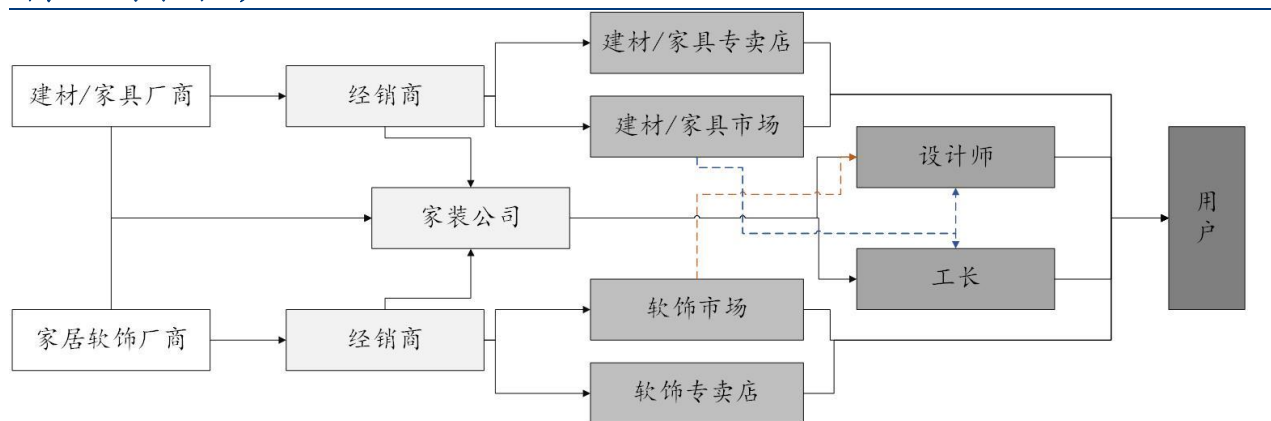 建材/家具专卖店
建材/家具厂商
经销商
建材/家具市场
设计师
家装公司
用户
工长
软饰市场
家居软饰厂商
经销商
软饰专卖店